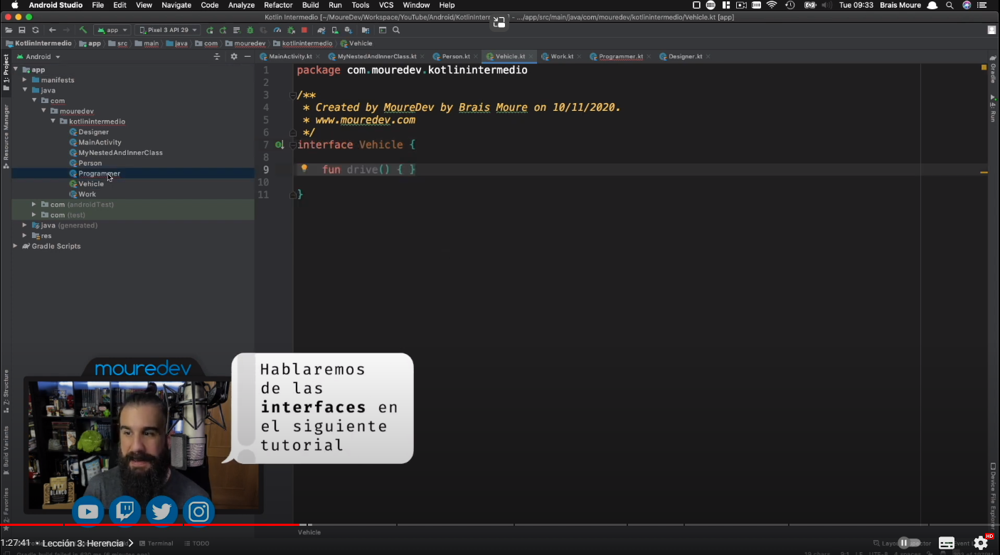 Android Studio File Edit View Navigate Code Analyze Refactor Build Run Tools VCS Window Help Tue 09:33 Brais Moure
Kotlin Intermedio [~/MoureDev/Workspace/YouTube/Android/KotlinInterm - .../app/src/main/java/com/mouredev/kotlinintermedio/Vehicle.kt [app]
app Pixel 3 API 29
KotlinIntermedio app src main java com mouredev kotlinintermedio Vehicle
Android
MainActivity.kt MyNestedAndInnerClass.kt Person.kt Vehicle.kt Work.kt Programmer.kt Designer.kt
1: Project
Resource Manager
Z: Structure
Build Variants
2: Favorites
app
manifests
java
com
mouredev
kotlinintermedio
Designer
MainActivity
MyNestedAndInnerClass
Person
Programmer
Vehicle
Work
com (androidTest)
com (test)
java (generated)
res
Gradle Scripts
1 package com.mouredev.kotlinintermedio
2
3 /**
4 * Created by MoureDev by Brais Moure on 10/11/2020.
5 * www.mouredev.com
6 */
7 interface Vehicle {
8
9 fun drive() { }
10
11 }
Gradle
4: Run
Device File Explorer
mouredev
Hablaremos
de las
interfaces en
el siguiente
tutorial
BLANCO
Vehicle
1:27:41 • Lección 3: Herencia
Terminal TODO
HD